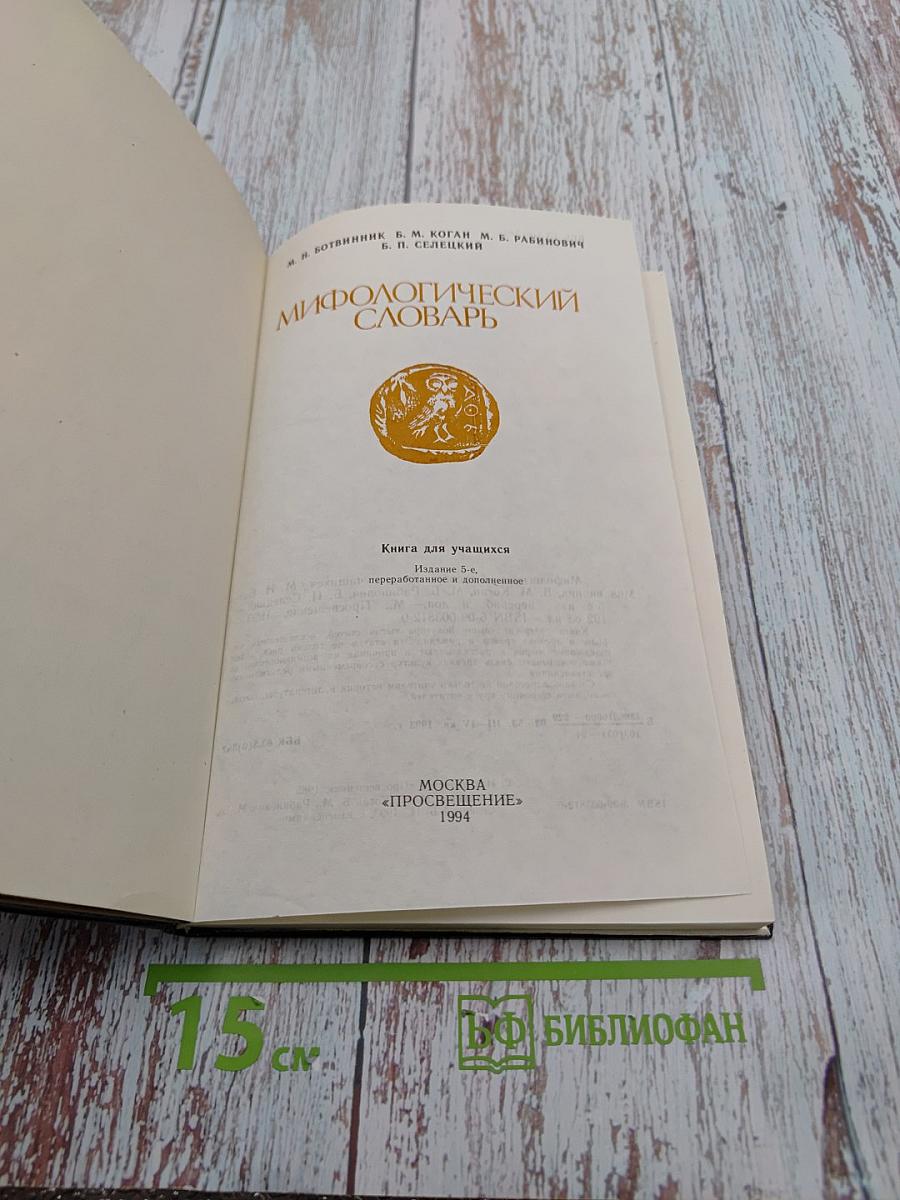 М. Н. БОТВИННИК Б. М. КОГАН М. Б. РАБИНОВИЧ
Б. П. СЕЛЕЦКИЙ
МИФОЛОГИЧЕСКИЙ
СЛОВАРЬ
ΑΘΕ
Книга для учащихся
Издание 5-е,
переработанное и дополненное
МОСКВА
«ПРОСВЕЩЕНИЕ»
1994
15 см
БФ БИБЛИОФАН